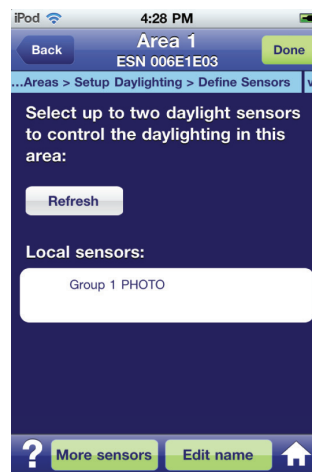 iPod 4:28 PM
Back
Area 1
ESN 006E1E03
Done
...Areas > Setup Daylighting > Define Sensors
Select up to two daylight sensors
to control the daylighting in this
area:
Refresh
Local sensors:
Group 1 PHOTO
? More sensors Edit name